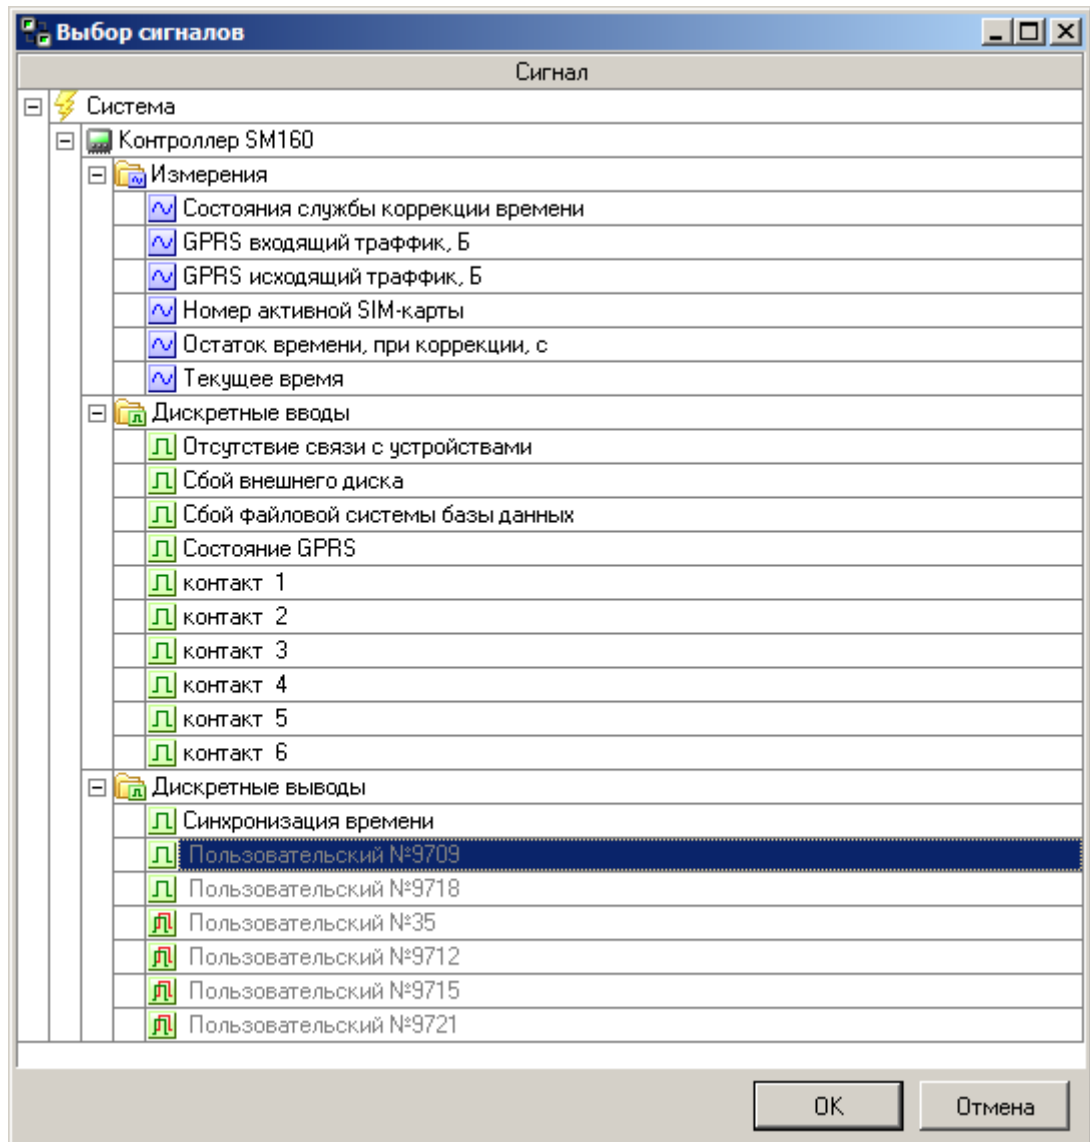 Выбор сигналов
Сигнал
Система
Контроллер SM160
Измерения
Состояния службы коррекции времени
GPRS входящий траффик, Б
GPRS исходящий траффик, Б
Номер активной SIM-карты
Остаток времени, при коррекции, с
Текущее время
Дискретные вводы
Отсутствие связи с устройствами
Сбой внешнего диска
Сбой файловой системы базы данных
Состояние GPRS
контакт 1
контакт 2
контакт 3
контакт 4
контакт 5
контакт 6
Дискретные выводы
Синхронизация времени
Пользовательский №9709
Пользовательский №9718
Пользовательский №35
Пользовательский №9712
Пользовательский №9715
Пользовательский №9721
OK Отмена